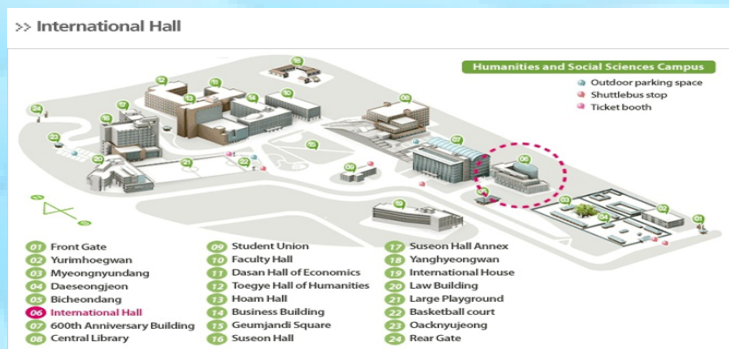 >> International Hall
Humanities and Social Sciences Campus
Outdoor parking space
Shuttlebus stop
Ticket booth
01 Front Gate
02 Yurimhoegwan
03 Myeongnyundang
04 Daeseongjeon
05 Bicheondang
06 International Hall
07 600th Anniversary Building
08 Central Library
09 Student Union
10 Faculty Hall
11 Dasan Hall of Economics
12 Toegye Hall of Humanities
13 Hoam Hall
14 Business Building
15 Geumjandi Square
16 Suseon Hall
17 Suseon Hall Annex
18 Yanghyeongwan
19 International House
20 Law Building
21 Large Playground
22 Basketball court
23 Oacknyujeong
24 Rear Gate